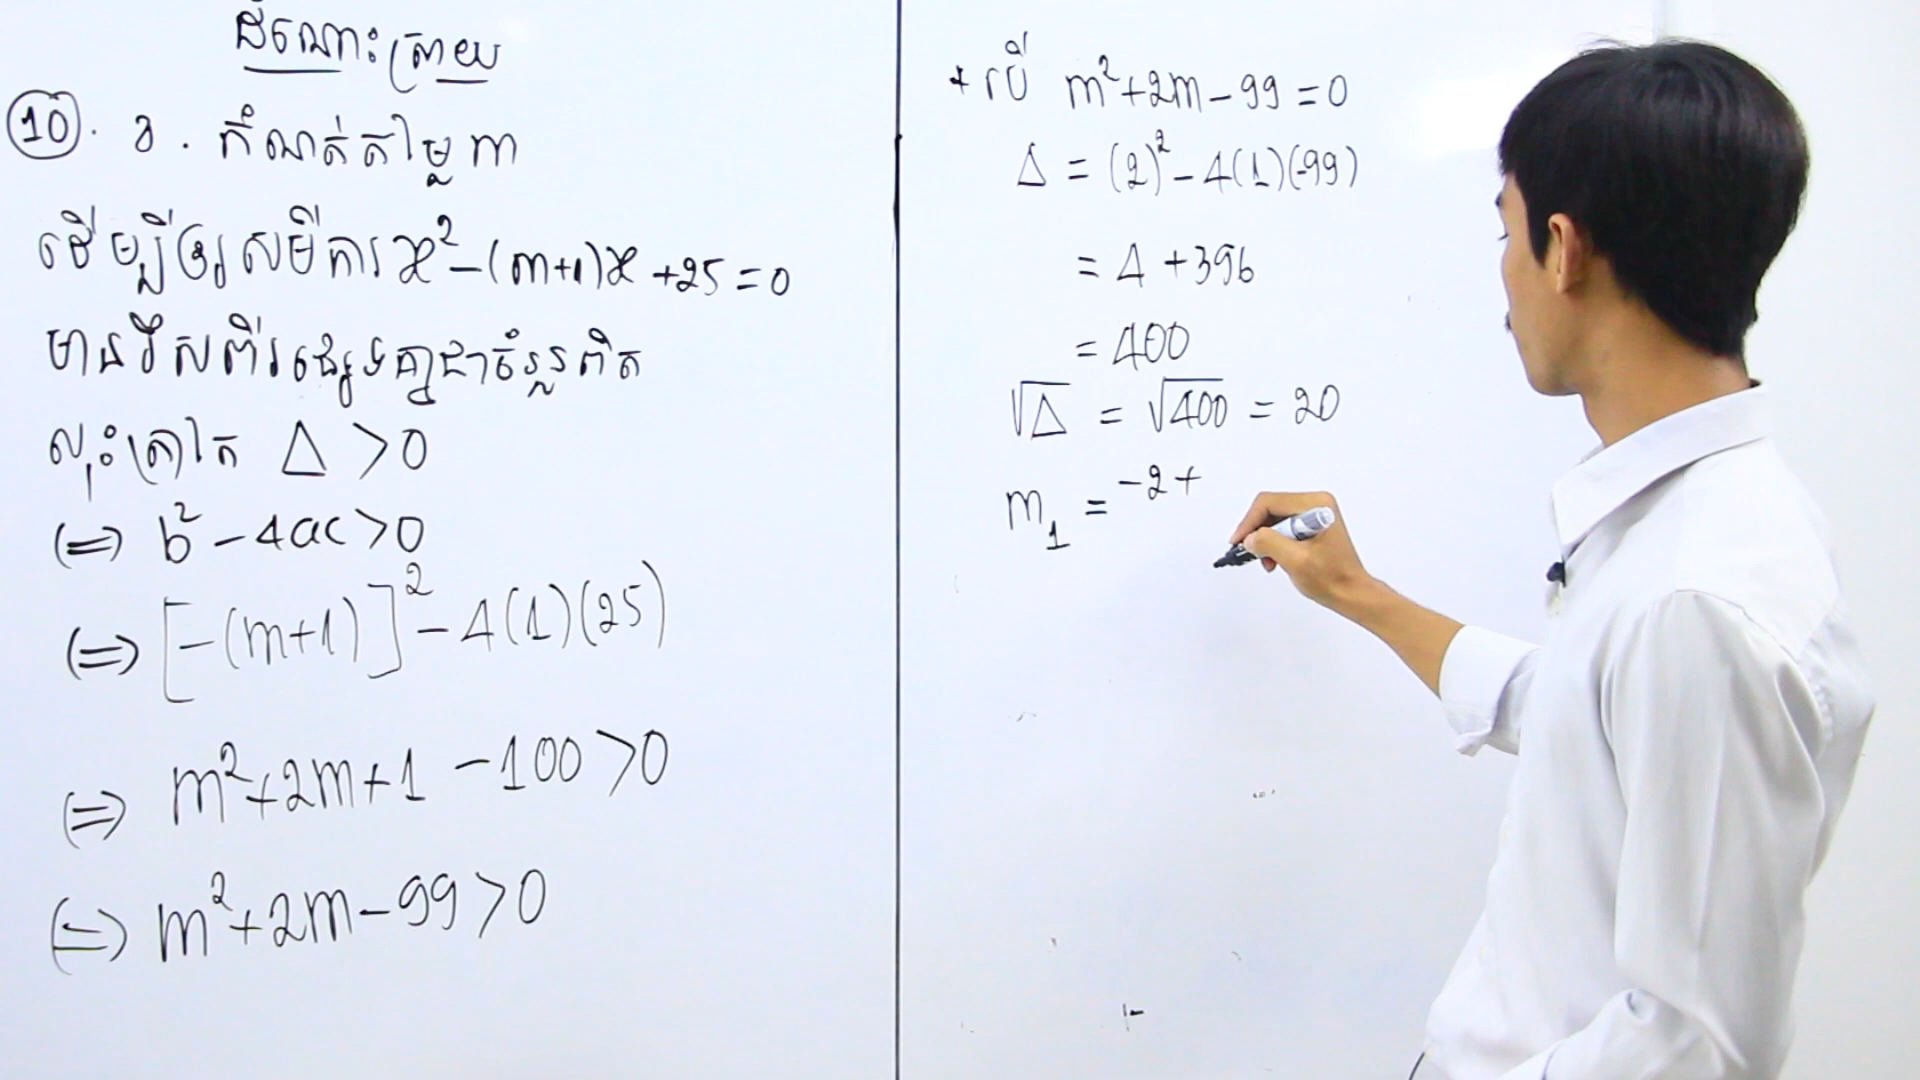 ដំណោះស្រាយ
10. ខ. កំណត់តម្លៃ m
ដើម្បីឲ្យសមីការ x² - (m+1)x + 25 = 0
មានរឹសពីរផ្សេងគ្នាជាចំនួនពិត
លុះត្រាតែ Δ > 0
(=) b² - 4ac > 0
(=>) [-(m+1)]² - 4(1)(25)
(=>) m² + 2m + 1 - 100 > 0
(=) m² + 2m - 99 > 0
+ បើ m² + 2m - 99 = 0
Δ = (2)² - 4(1)(-99)
= 4 + 396
= 400
√Δ = √400 = 20
m₁ = -2 +